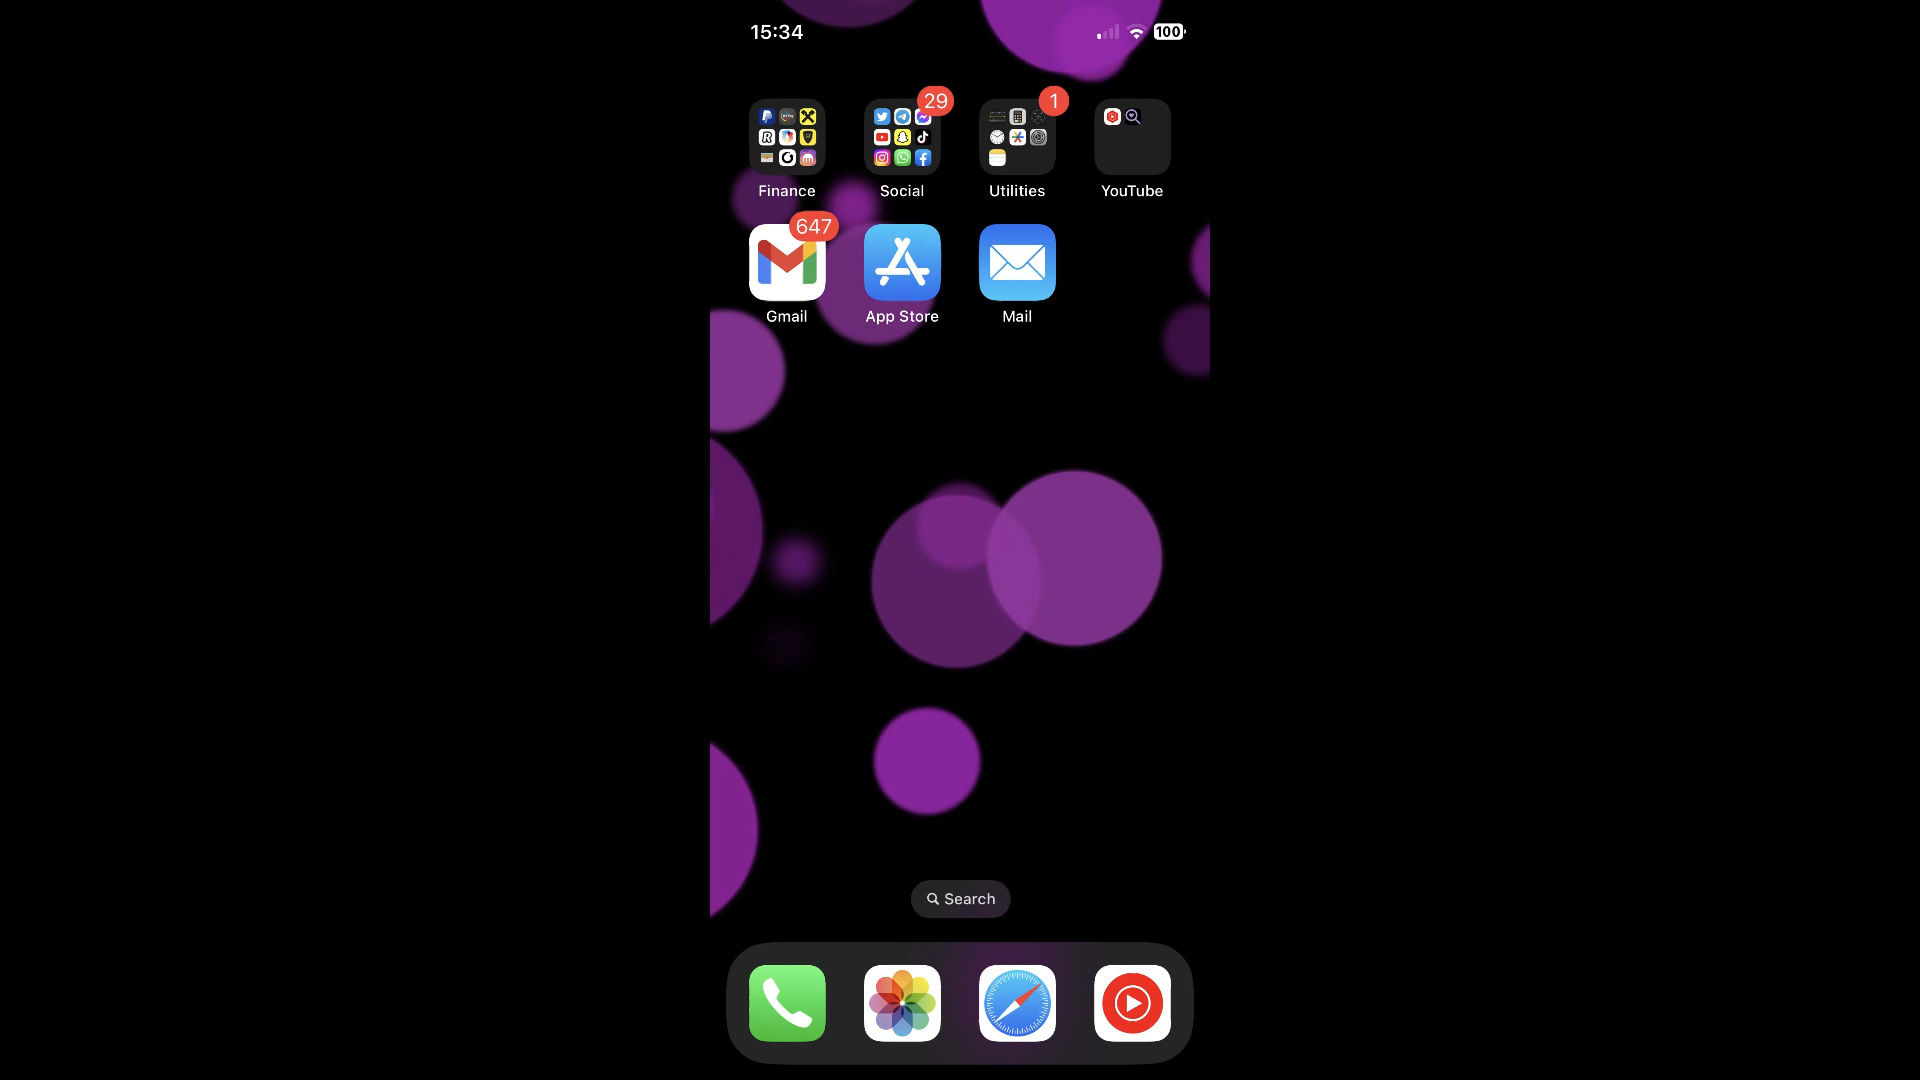 15:34
100
29
1
Finance
Social
Utilities
YouTube
647
Gmail
App Store
Mail
Search